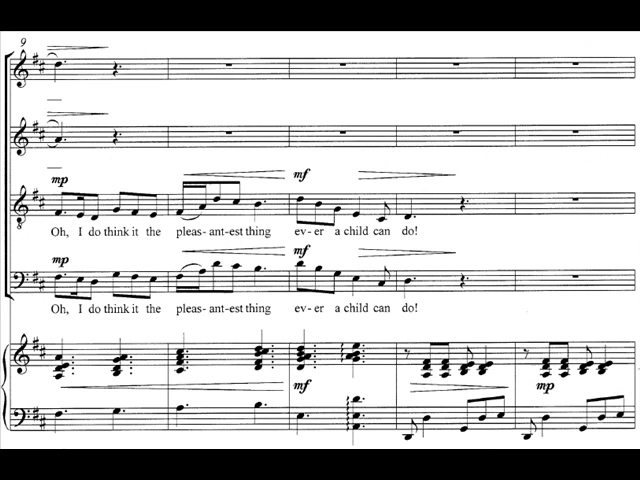 9
mp
mf
Oh, I do think it the pleas- ant-est thing ev- er a child can do!
mp
mf
Oh, I do think it the pleas- ant-est thing ev- er a child can do!
mf
mp